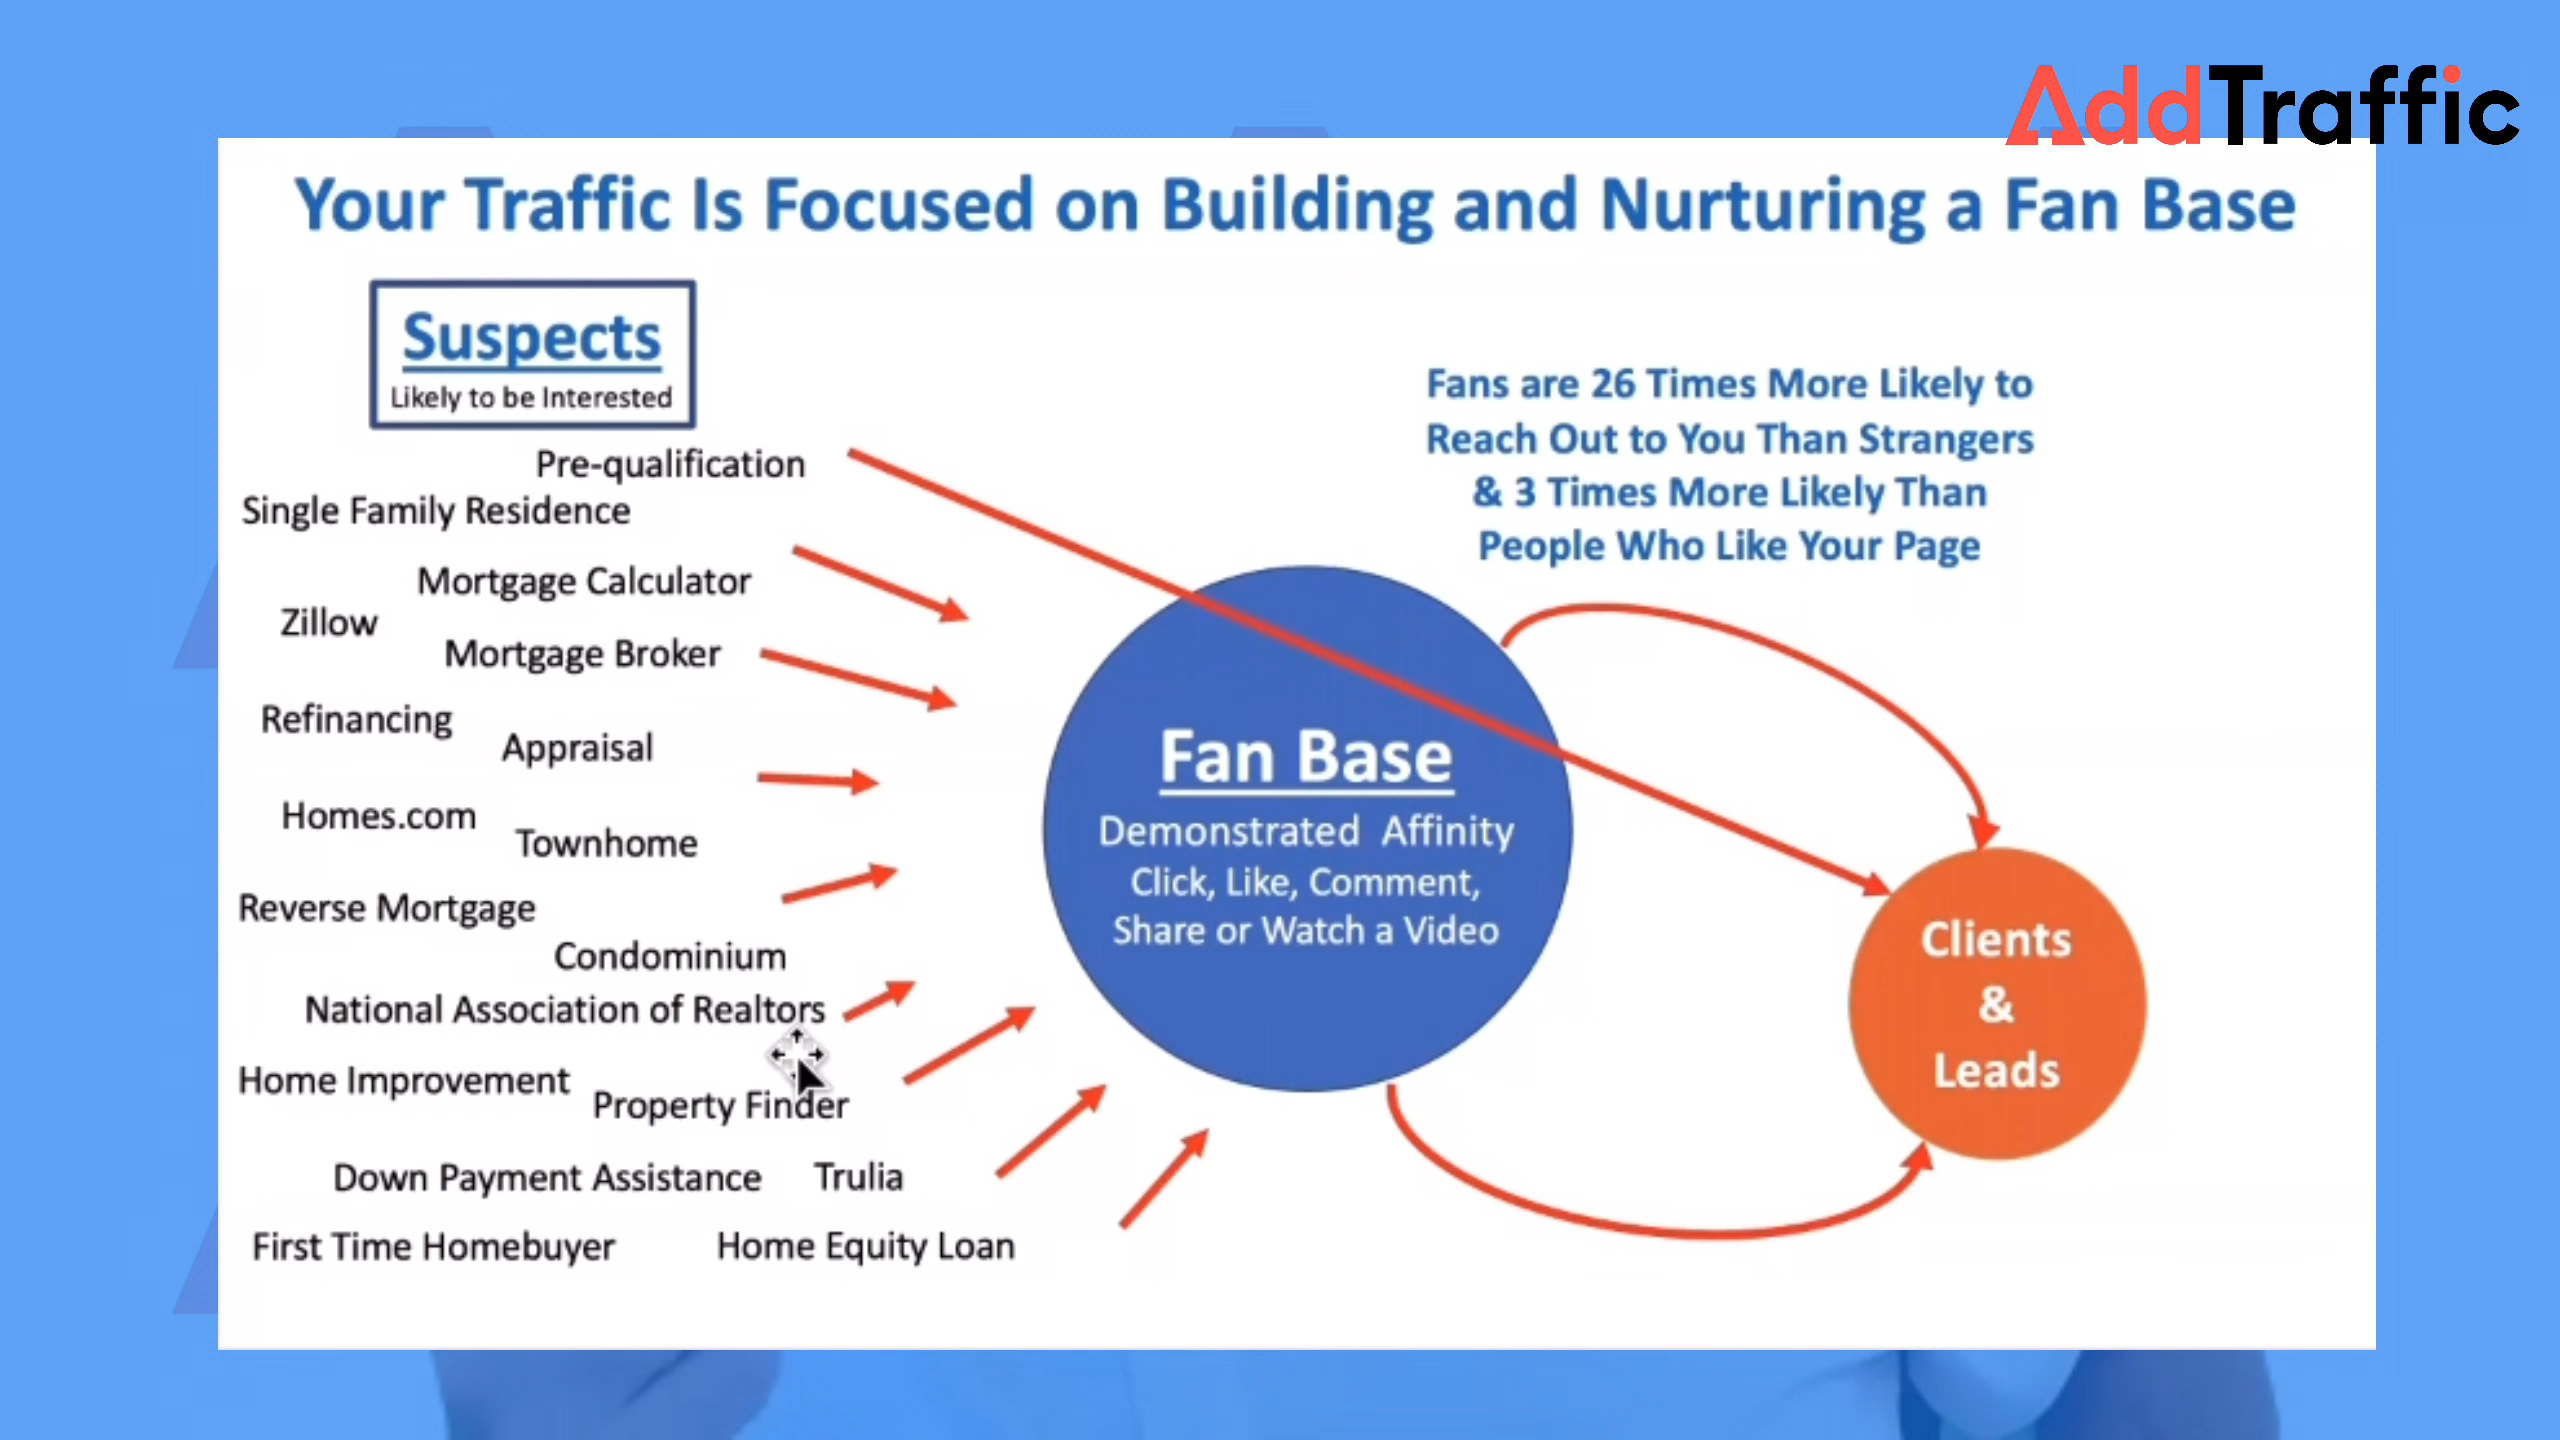 AddTraffic
Your Traffic Is Focused on Building and Nurturing a Fan Base
Suspects
Likely to be Interested
Pre-qualification
Single Family Residence
Mortgage Calculator
Zillow
Mortgage Broker
Refinancing
Appraisal
Homes.com
Townhome
Reverse Mortgage
Condominium
National Association of Realtors
Home Improvement
Property Finder
Down Payment Assistance
Trulia
First Time Homebuyer
Home Equity Loan
Fans are 26 Times More Likely to
Reach Out to You Than Strangers
& 3 Times More Likely Than
People Who Like Your Page
Fan Base
Demonstrated Affinity
Click, Like, Comment,
Share or Watch a Video
Clients
&
Leads